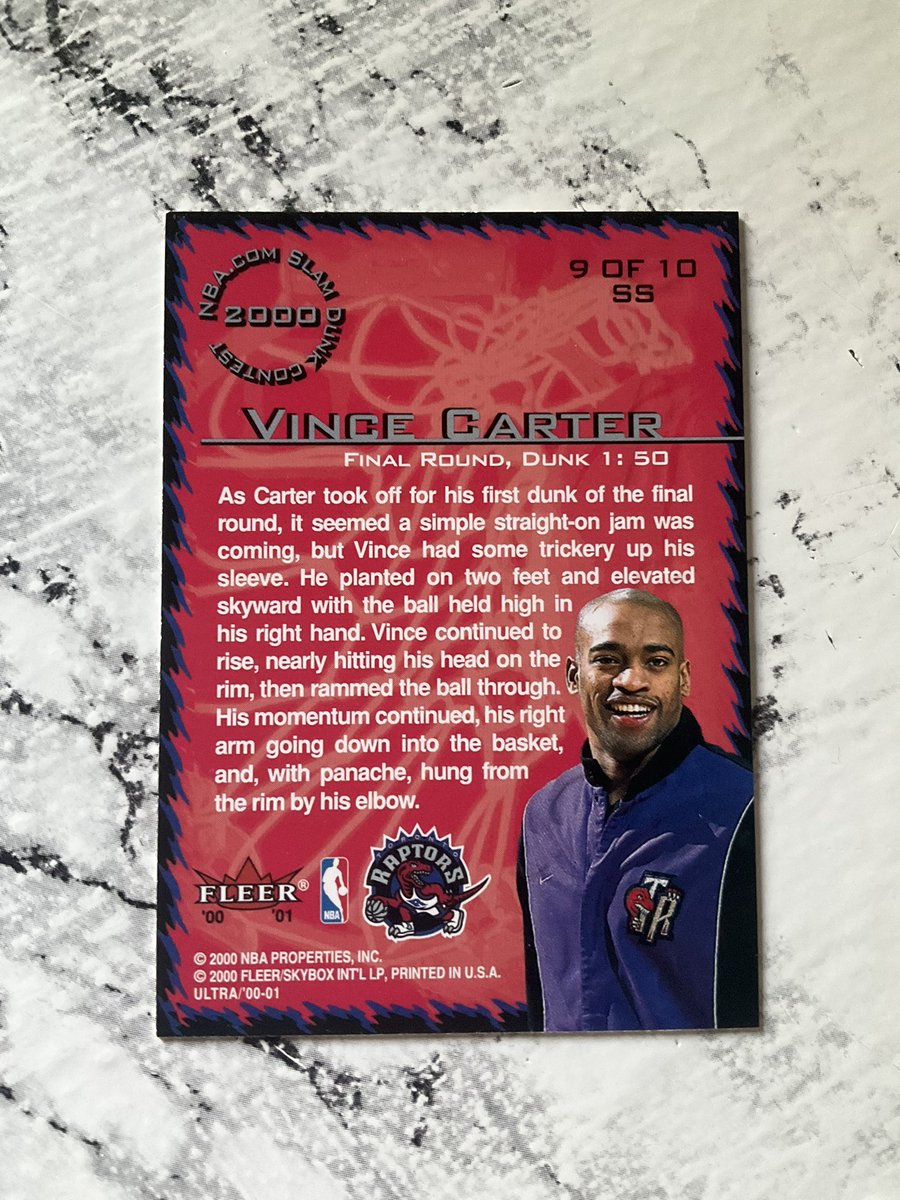 NBA.COM SLAM DUNK CONTEST
2000
9 OF 10
SS
VINCE CARTER
FINAL ROUND, DUNK 1: 50
As Carter took off for his first dunk of the final
round, it seemed a simple straight-on jam was
coming, but Vince had some trickery up his
sleeve. He planted on two feet and elevated
skyward with the ball held high in
his right hand. Vince continued to
rise, nearly hitting his head on the
rim, then rammed the ball through.
His momentum continued, his right
arm going down into the basket,
and, with panache, hung from
the rim by his elbow.
FLEER®
'00 '01
NBA
TORONTO
RAPTORS
TR
© 2000 NBA PROPERTIES, INC.
© 2000 FLEER/SKYBOX INT'L LP, PRINTED IN U.S.A.
ULTRA/'00-01